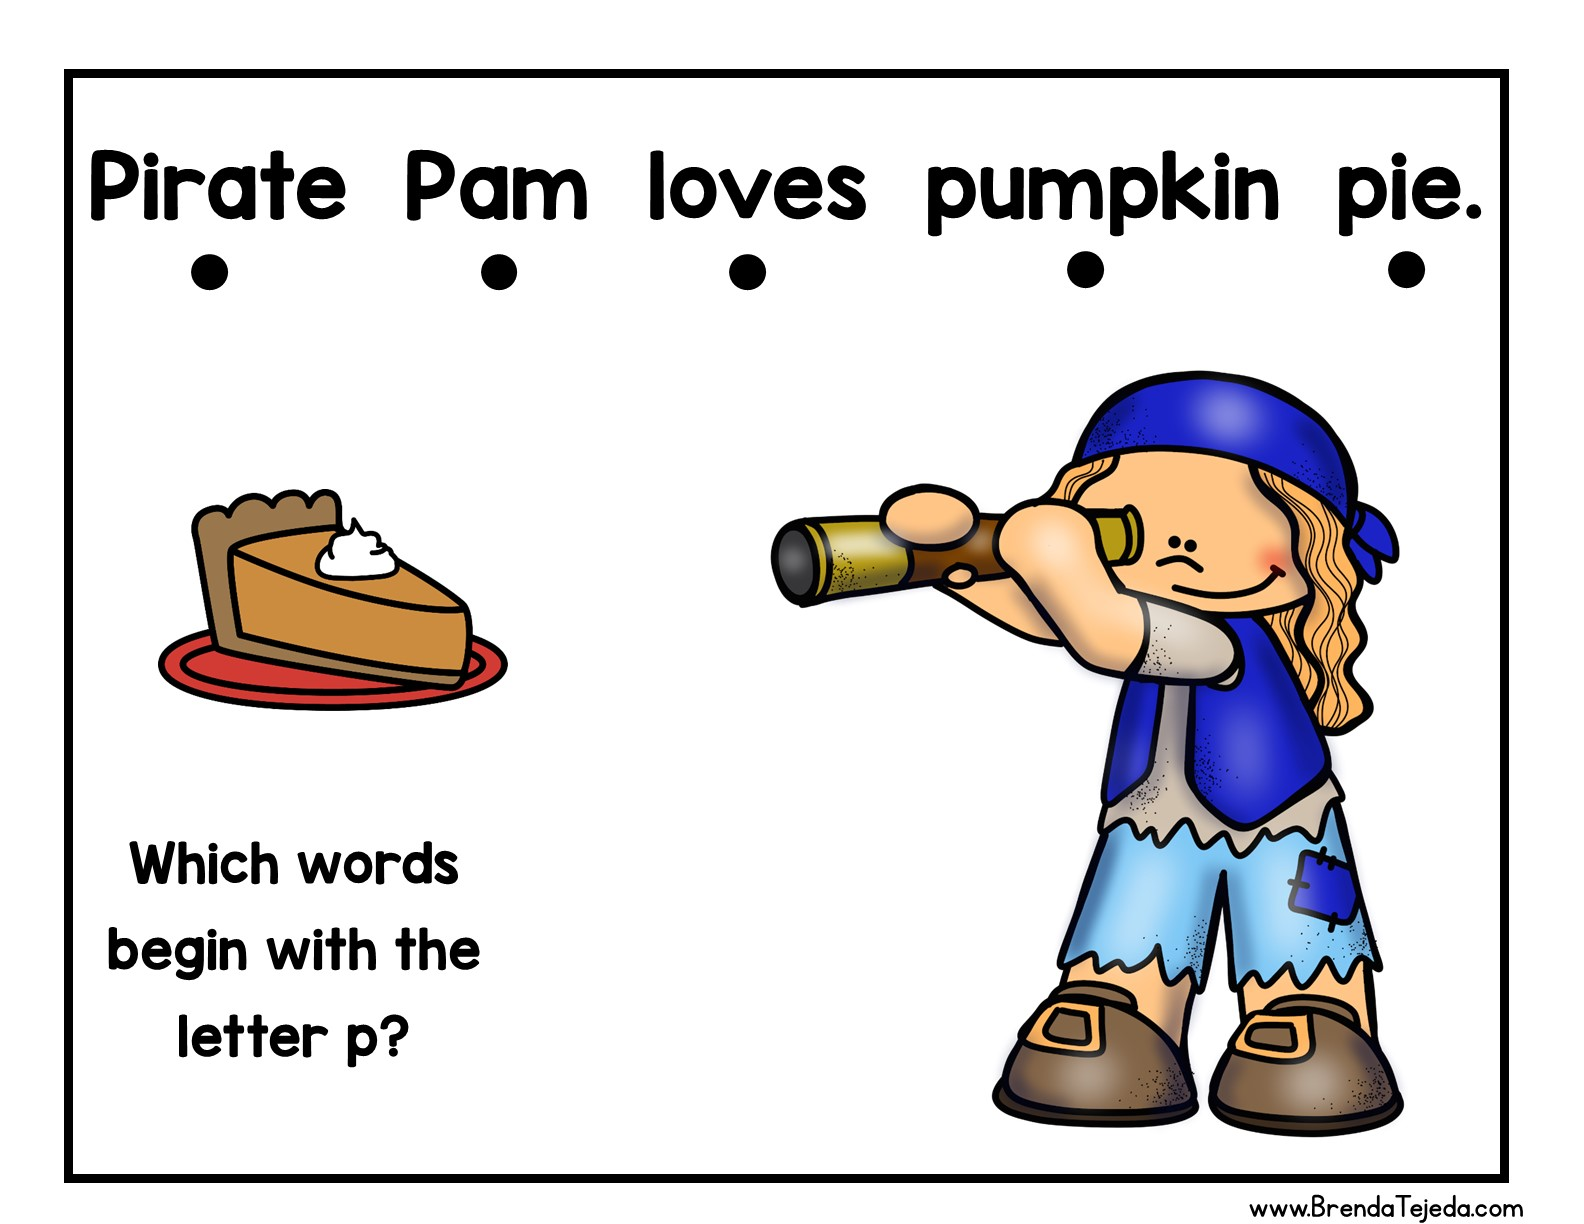 Pirate Pam loves pumpkin pie.
Which words
begin with the
letter p?
www.BrendaTejeda.com